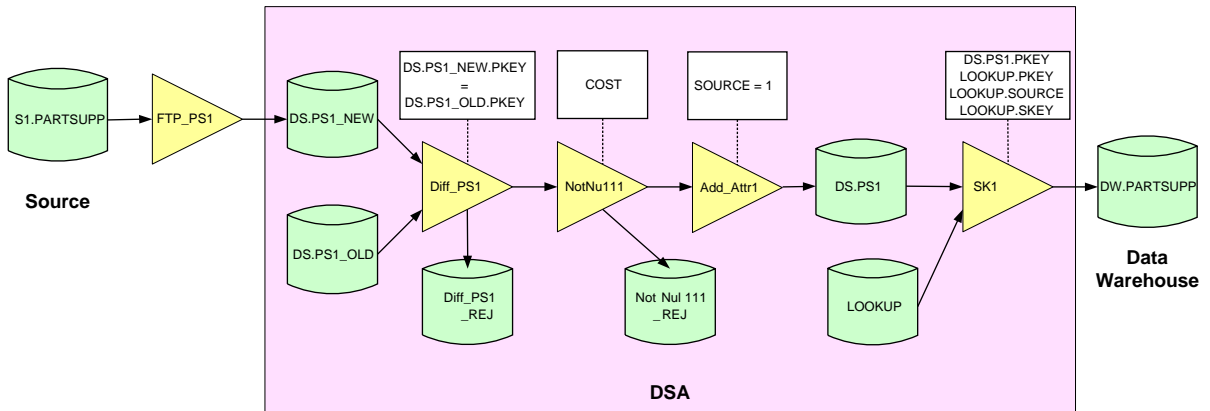 DS.PS1_NEW.PKEY
=
DS.PS1_OLD.PKEY
COST
SOURCE = 1
DS.PS1.PKEY
LOOKUP.PKEY
LOOKUP.SOURCE
LOOKUP.SKEY
S1.PARTSUPP
FTP_PS1
DS.PS1_NEW
Diff_PS1
NotNu111
Add_Attr1
DS.PS1
SK1
DW.PARTSUPP
Source
DS.PS1_OLD
Diff_PS1
_REJ
Not Nul 111
_REJ
LOOKUP
Data
Warehouse
DSA